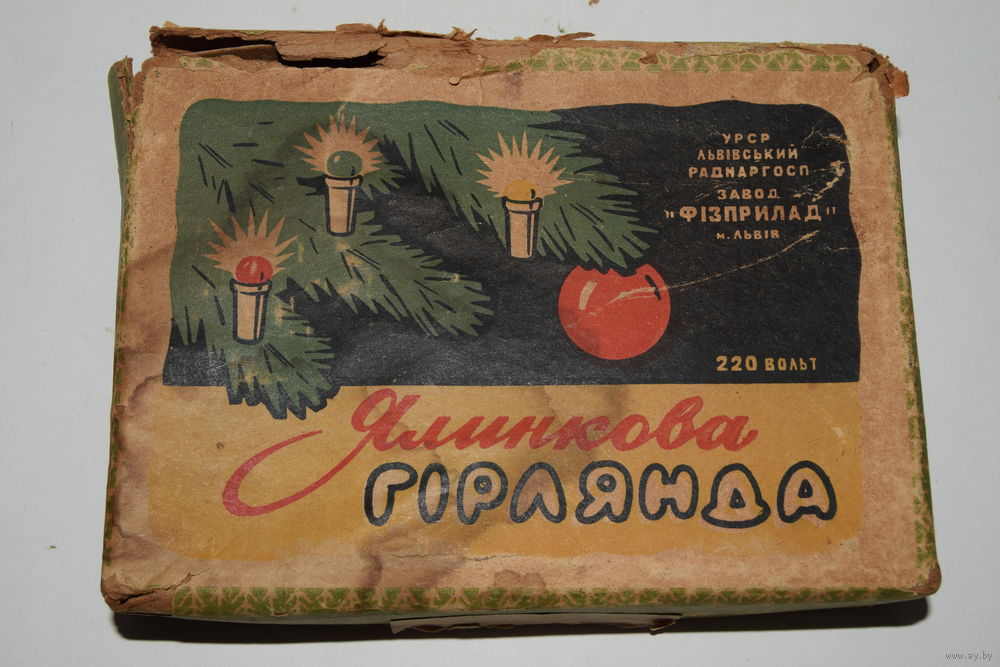 УРСР
ЛЬВІВСЬКИЙ
РАДНАРГОСП
ЗАВОД
"ФІЗПРИЛАД"
м. ЛЬВІВ
220 ВОЛЬТ
Ялинкова
ГІРЛЯНДА
www.ay.by